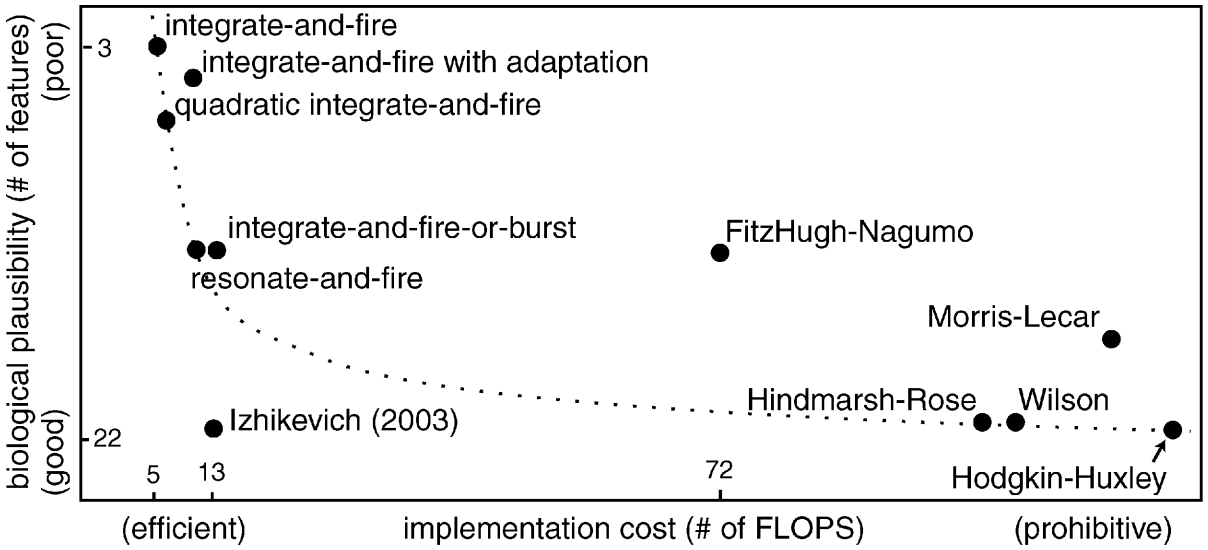 biological plausibility (# of features)
(good)
(poor)
3
22
integrate-and-fire
integrate-and-fire with adaptation
quadratic integrate-and-fire
integrate-and-fire-or-burst
resonate-and-fire
FitzHugh-Nagumo
Morris-Lecar
Hindmarsh-Rose
Wilson
Izhikevich (2003)
Hodgkin-Huxley
5
13
72
(efficient)
implementation cost (# of FLOPS)
(prohibitive)